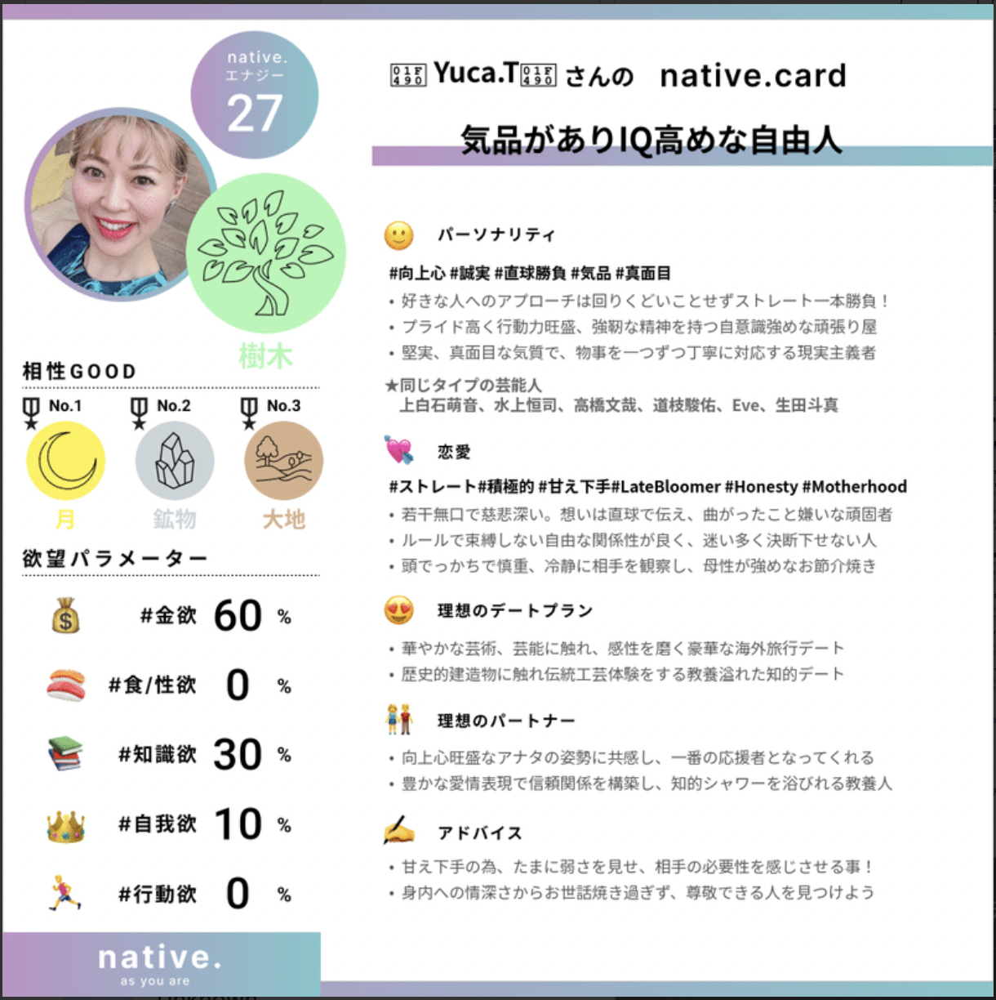 native.
エナジー
27
樹木
相性GOOD
No.1 No.2 No.3
月 鉱物 大地
欲望パラメーター
#金欲 60 %
#食/性欲 0 %
#知識欲 30 %
#自我欲 10 %
#行動欲 0 %
native.
as you are
01F490 Yuca.T01F490 さんの native.card
気品がありIQ高めな自由人
パーソナリティ
#向上心 #誠実 #直球勝負 #気品 #真面目
• 好きな人へのアプローチは回りくどいことせずストレート一本勝負！
• プライド高く行動力旺盛、強靭な精神を持つ自意識強めな頑張り屋
• 堅実、真面目な気質で、物事を一つずつ丁寧に対応する現実主義者
★同じタイプの芸能人
上白石萌音、水上恒司、高橋文哉、道枝駿佑、Eve、生田斗真
恋愛
#ストレート#積極的 #甘え下手#LateBloomer #Honesty #Motherhood
• 若干無口で慈悲深い。想いは直球で伝え、曲がったこと嫌いな頑固者
• ルールで束縛しない自由な関係性が良く、迷い多く決断下せない人
• 頭でっかちで慎重、冷静に相手を観察し、母性が強めなお節介焼き
理想のデートプラン
• 華やかな芸術、芸能に触れ、感性を磨く豪華な海外旅行デート
• 歴史的建造物に触れ伝統工芸体験をする教養溢れた知的デート
理想のパートナー
• 向上心旺盛なアナタの姿勢に共感し、一番の応援者となってくれる
• 豊かな愛情表現で信頼関係を構築し、知的シャワーを浴びれる教養人
アドバイス
• 甘え下手の為、たまに弱さを見せ、相手の必要性を感じさせる事！
• 身内への情深さからお世話焼き過ぎず、尊敬できる人を見つけよう